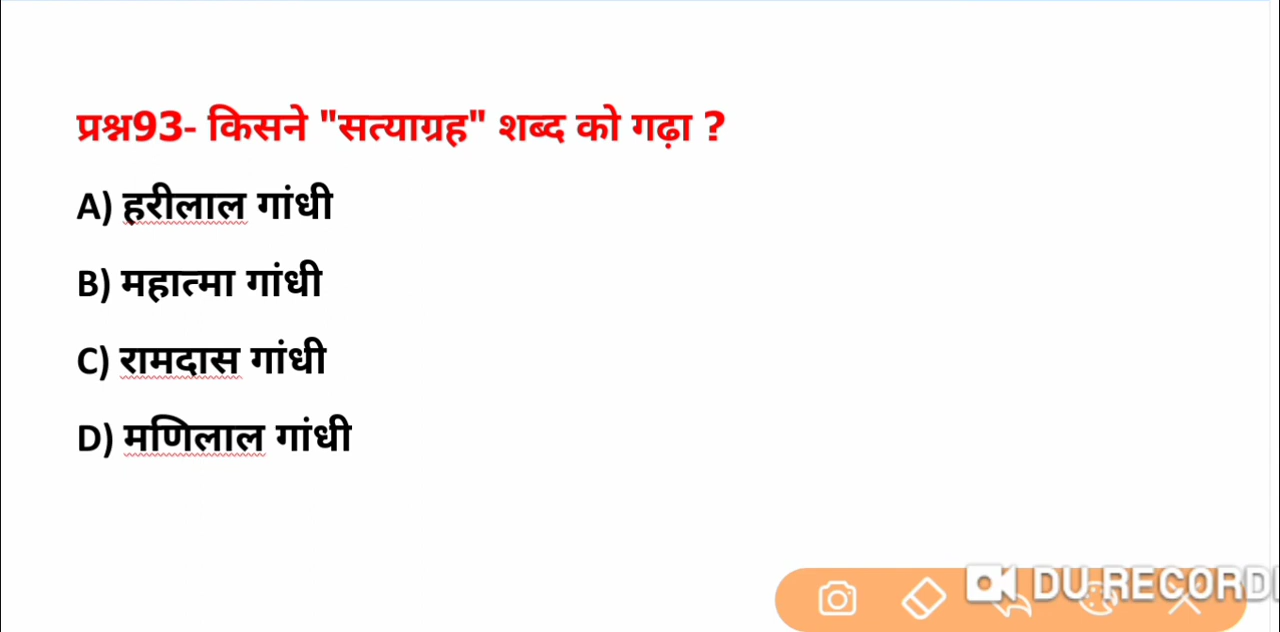 प्रश्न93- किसने "सत्याग्रह" शब्द को गढ़ा ?
A) हरीलाल गांधी
B) महात्मा गांधी
C) रामदास गांधी
D) मणिलाल गांधी
DU RECORD